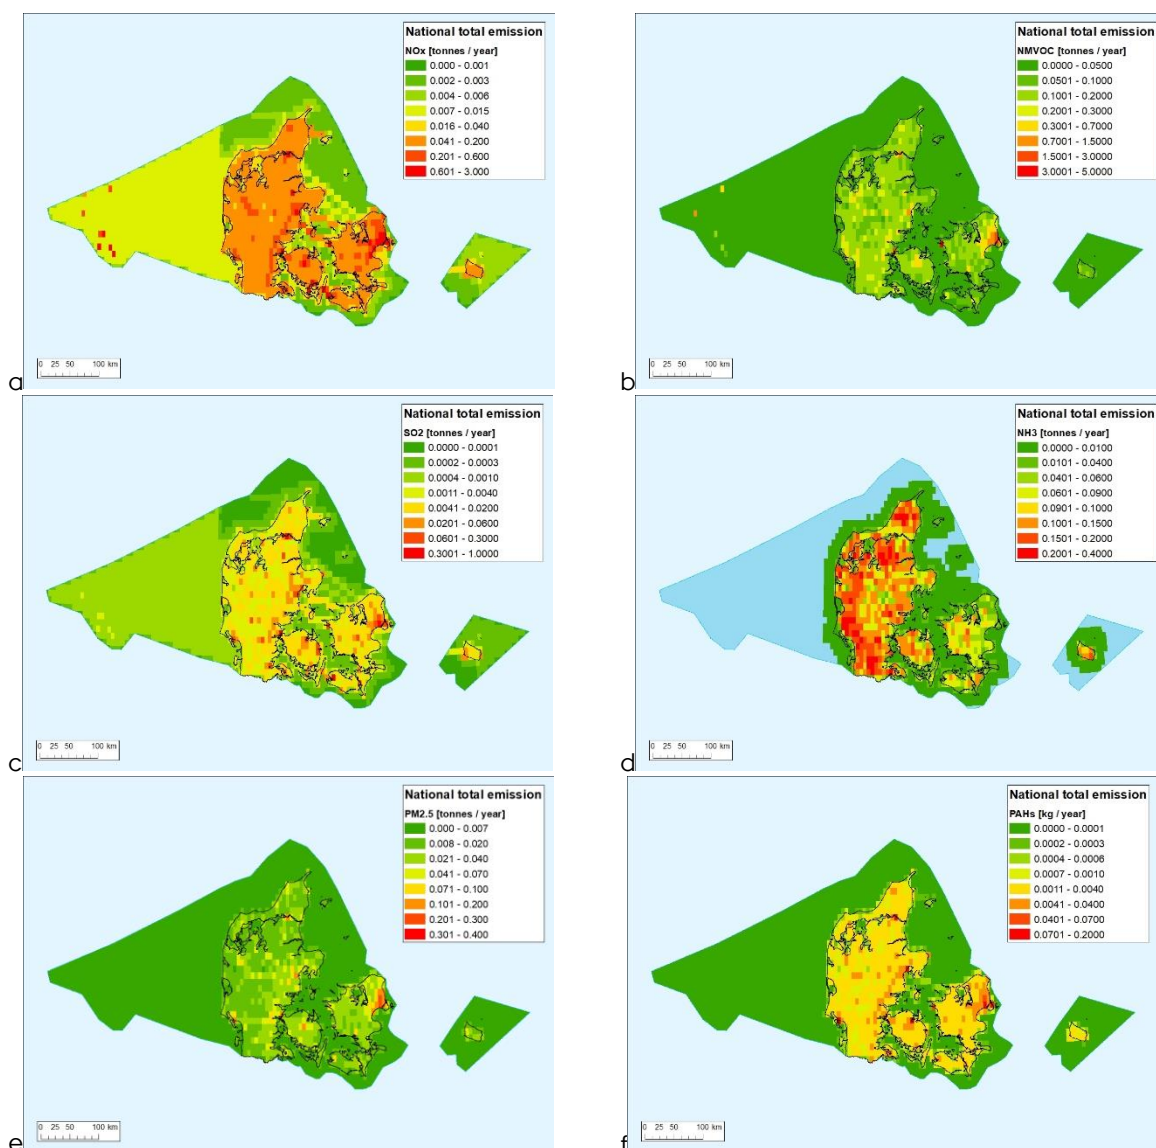 National total emission
NOx [tonnes / year]
0.000 - 0.001
0.002 - 0.003
0.004 - 0.006
0.007 - 0.015
0.016 - 0.040
0.041 - 0.200
0.201 - 0.600
0.601 - 3.000
0 25 50 100 km
a
National total emission
NMVOC [tonnes / year]
0.0000 - 0.0500
0.0501 - 0.1000
0.1001 - 0.2000
0.2001 - 0.3000
0.3001 - 0.7000
0.7001 - 1.5000
1.5001 - 3.0000
3.0001 - 5.0000
0 25 50 100 km
b
National total emission
SO2 [tonnes / year]
0.0000 - 0.0001
0.0002 - 0.0003
0.0004 - 0.0010
0.0011 - 0.0040
0.0041 - 0.0200
0.0201 - 0.0600
0.0601 - 0.3000
0.3001 - 1.0000
0 25 50 100 km
c
National total emission
NH3 [tonnes / year]
0.0000 - 0.0100
0.0101 - 0.0400
0.0401 - 0.0600
0.0601 - 0.0900
0.0901 - 0.1000
0.1001 - 0.1500
0.1501 - 0.2000
0.2001 - 0.4000
0 25 50 100 km
d
National total emission
PM2.5 [tonnes / year]
0.000 - 0.007
0.008 - 0.020
0.021 - 0.040
0.041 - 0.070
0.071 - 0.100
0.101 - 0.200
0.201 - 0.300
0.301 - 0.400
0 25 50 100 km
e
National total emission
PAHs [kg / year]
0.0000 - 0.0001
0.0002 - 0.0003
0.0004 - 0.0006
0.0007 - 0.0010
0.0011 - 0.0040
0.0041 - 0.0400
0.0401 - 0.0700
0.0701 - 0.2000
0 25 50 100 km
f